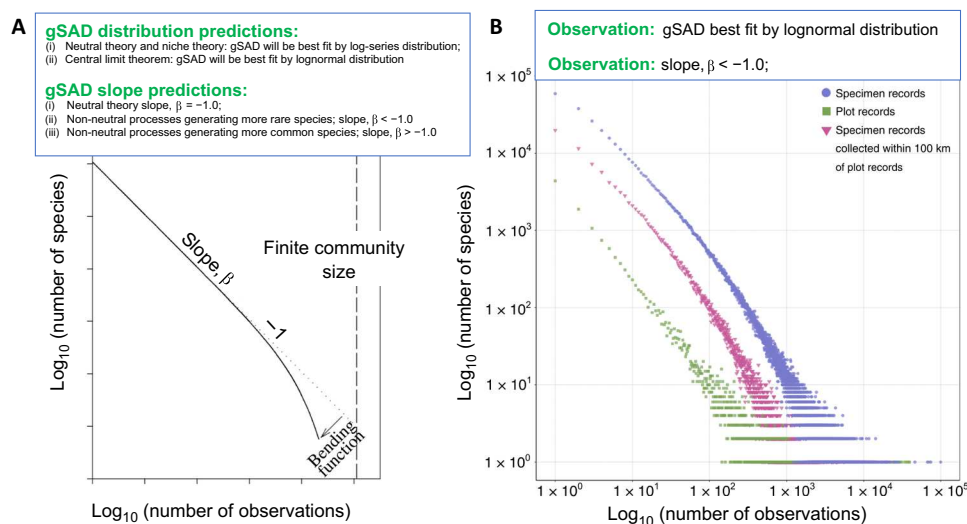 A
gSAD distribution predictions:
(i) Neutral theory and niche theory: gSAD will be best fit by log-series distribution;
(ii) Central limit theorem: gSAD will be best fit by lognormal distribution
gSAD slope predictions:
(i) Neutral theory slope, β = −1.0;
(ii) Non-neutral processes generating more rare species; slope, β < −1.0
(iii) Non-neutral processes generating more common species; slope, β > −1.0
Log10 (number of species)
Slope, β
−1
Finite community
size
Bending
function
Log10 (number of observations)
B
Observation: gSAD best fit by lognormal distribution
Observation: slope, β < −1.0;
Specimen records
Plot records
Specimen records
collected within 100 km
of plot records
Log10 (number of species)
1 × 10^5
1 × 10^4
1 × 10^3
1 × 10^2
1 × 10^1
1 × 10^0
1 × 10^0 1 × 10^1 1 × 10^2 1 × 10^3 1 × 10^4 1 × 10^5
Log10 (number of observations)